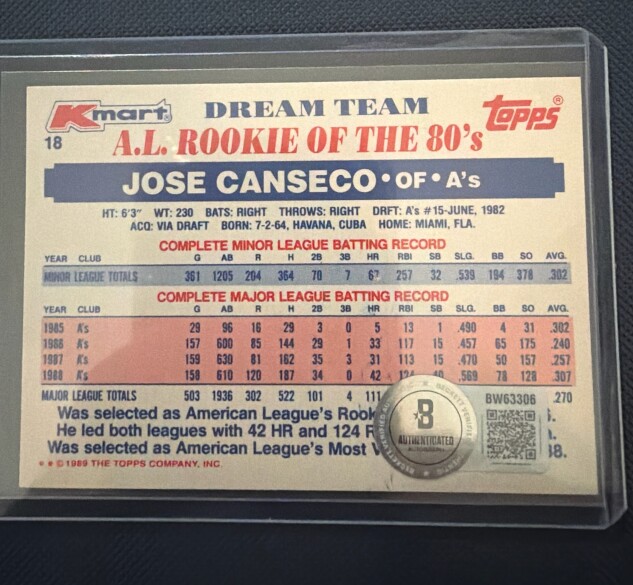 Kmart DREAM TEAM Topps®
18 A.L. ROOKIE OF THE 80's
JOSE CANSECO • OF • A's
HT: 6'3" WT: 230 BATS: RIGHT THROWS: RIGHT DRFT: A's #15-JUNE, 1982
ACQ: VIA DRAFT BORN: 7-2-64, HAVANA, CUBA HOME: MIAMI, FLA.
COMPLETE MINOR LEAGUE BATTING RECORD
YEAR CLUB G AB R H 2B 3B HR RBI SB SLG. BB SO AVG.
MINOR LEAGUE TOTALS 361 1205 204 364 70 7 67 257 32 .539 194 378 .302
COMPLETE MAJOR LEAGUE BATTING RECORD
YEAR CLUB G AB R H 2B 3B HR RBI SB SLG. BB SO AVG.
1985 A's 29 96 16 29 3 0 5 13 1 .490 4 31 .302
1986 A's 157 600 85 144 29 1 33 117 15 .457 65 175 .240
1987 A's 159 630 81 162 35 3 31 113 15 .470 50 157 .257
1988 A's 158 610 120 187 34 0 42 124 40 .569 78 128 .307
MAJOR LEAGUE TOTALS 503 1936 302 522 101 4 111 .270
Was selected as American League's Rook
He led both leagues with 42 HR and 124 R
Was selected as American League's Most V 88.
★★ ©1989 THE TOPPS COMPANY, INC.
B
AUTHENTICATED
BW63306